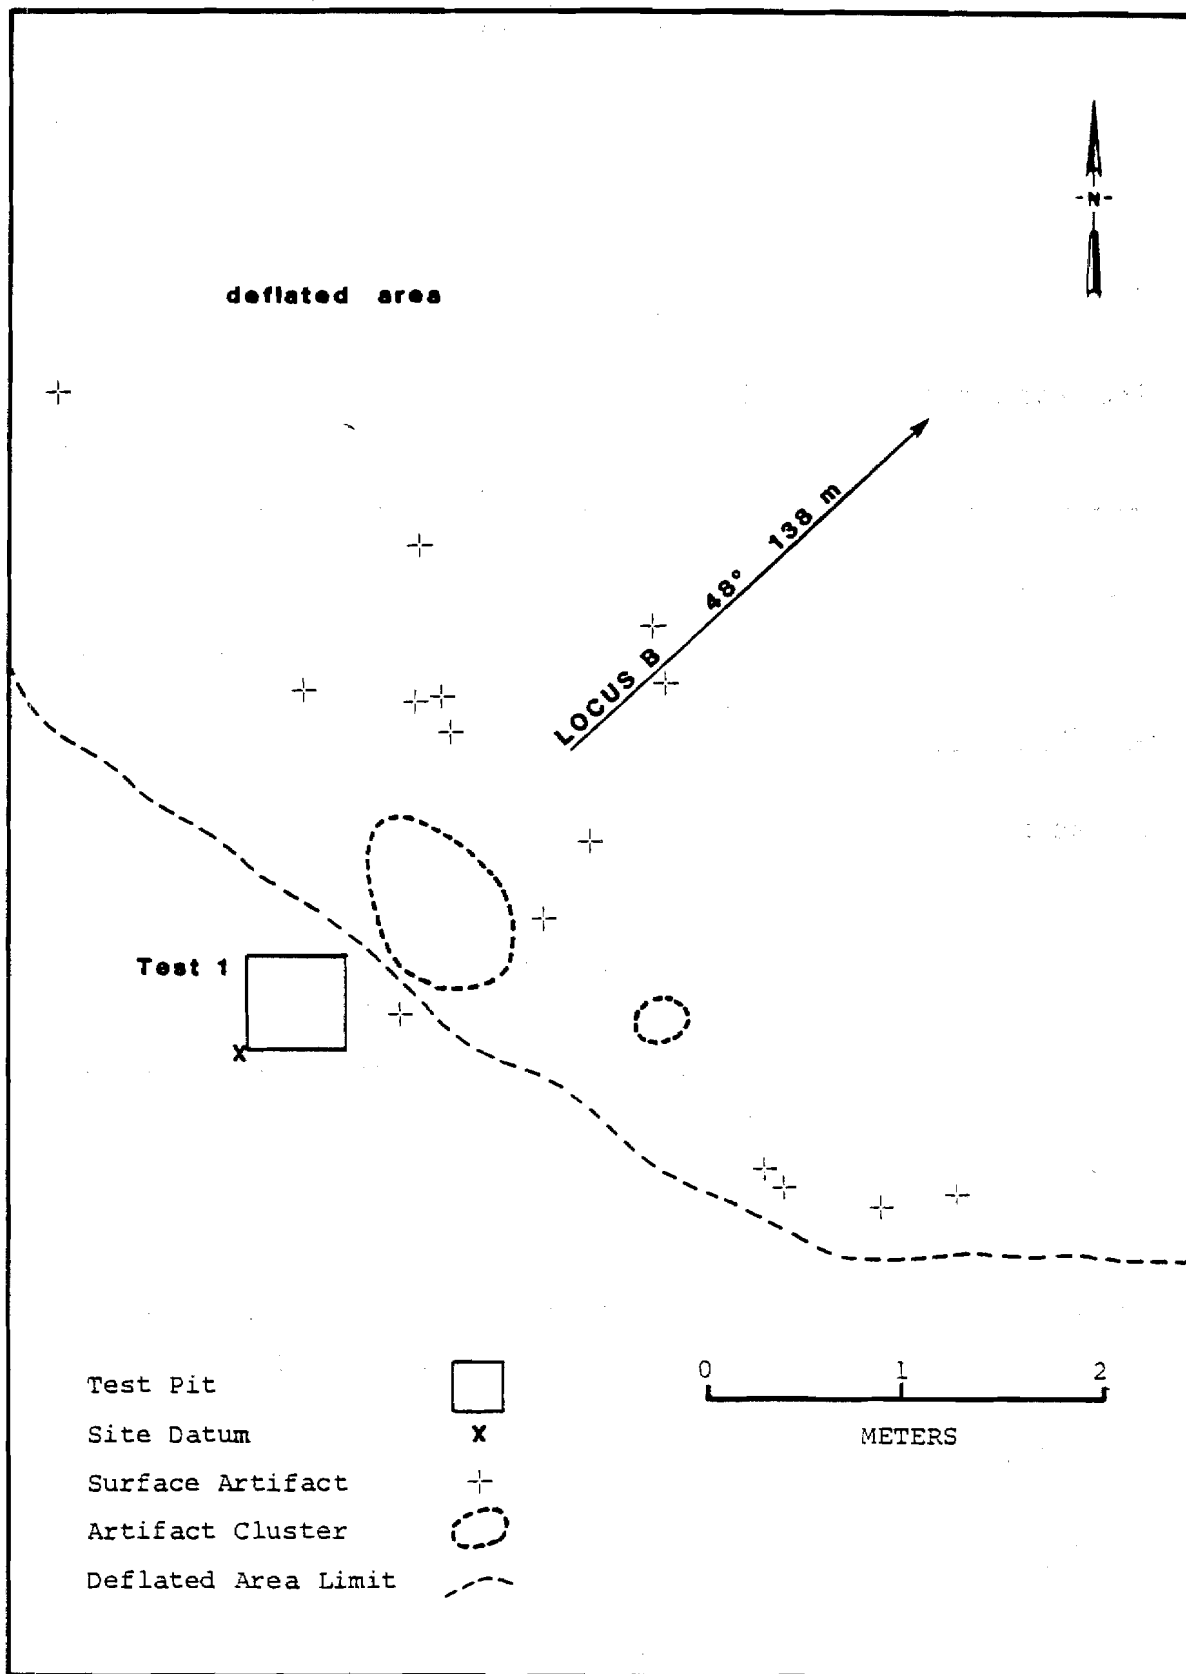 -N-
deflated area
LOCUS B 48° 138 m
Test 1
X
0 1 2
METERS
Test Pit
Site Datum X
Surface Artifact
Artifact Cluster
Deflated Area Limit